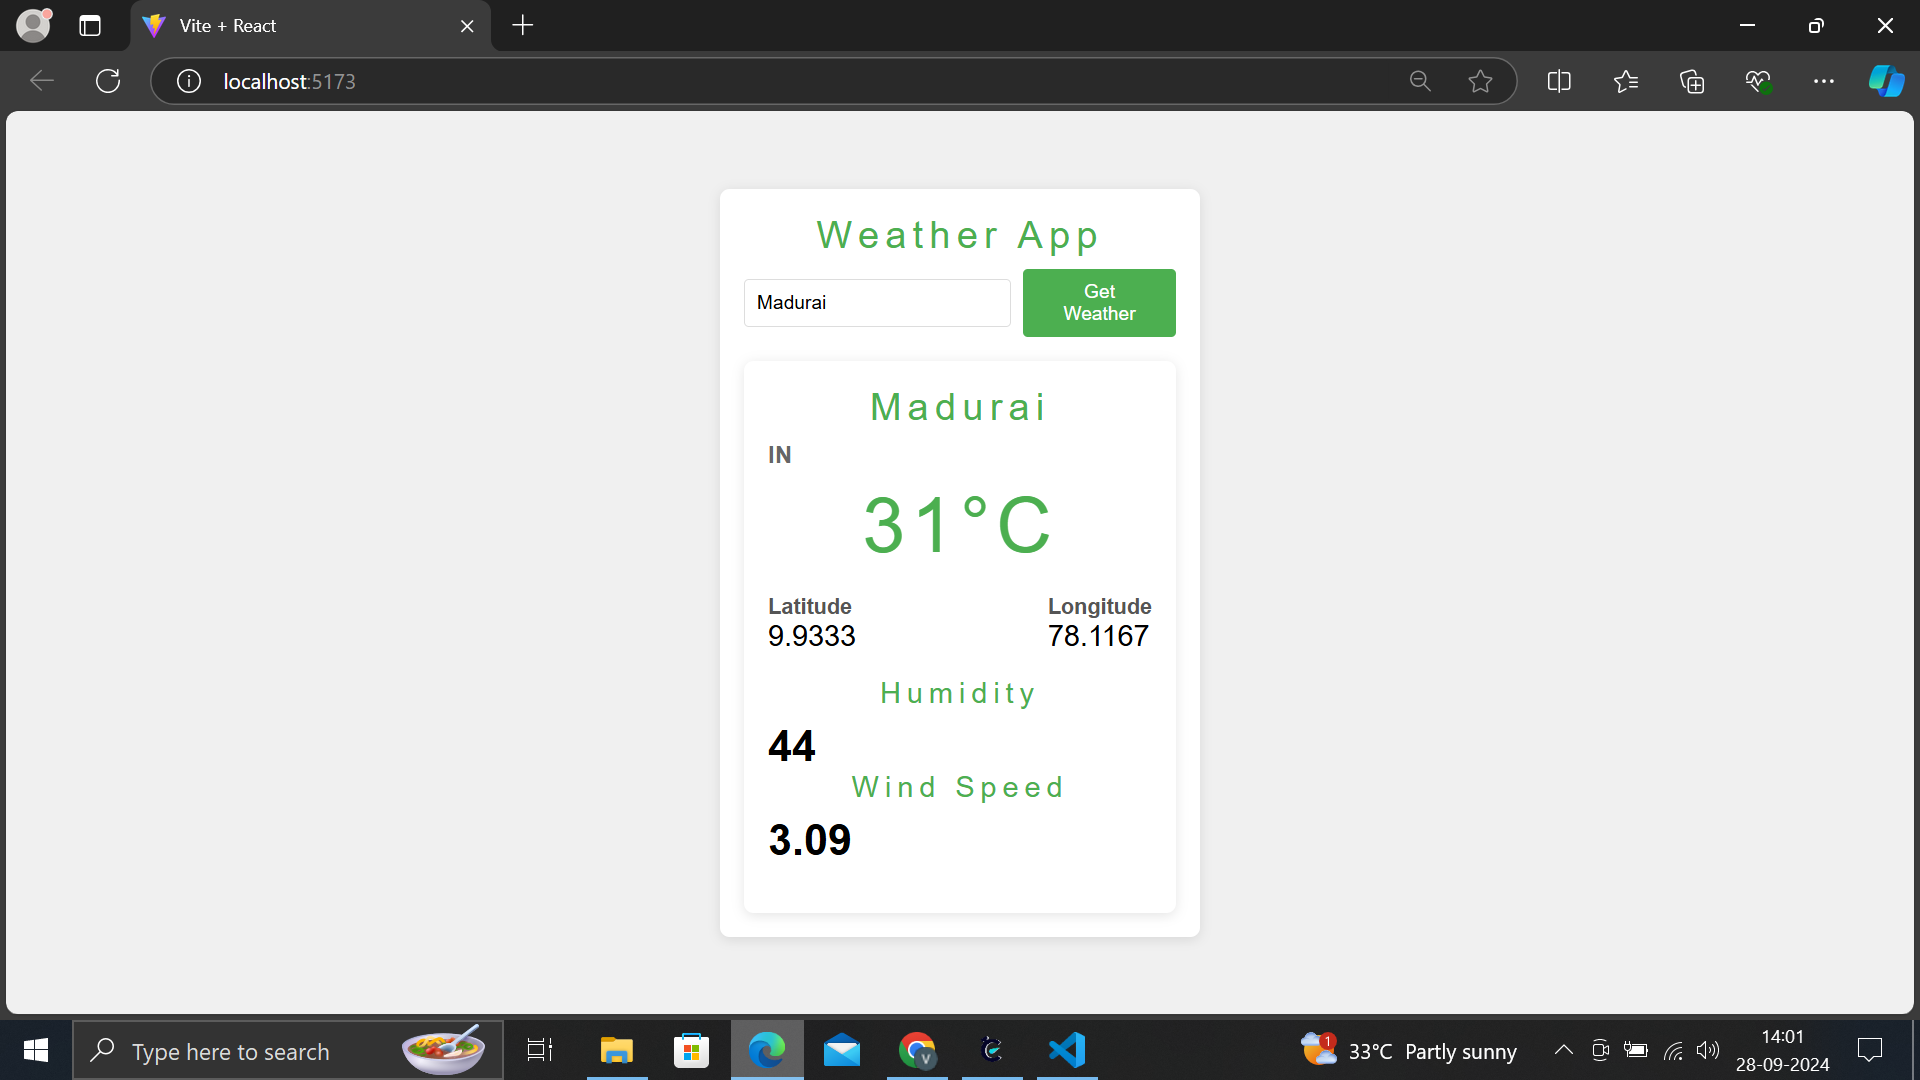 Vite + React
localhost:5173
Weather App
Madurai
Get
Weather
Madurai
IN
31°C
Latitude
Longitude
9.9333
78.1167
Humidity
44
Wind Speed
3.09
Type here to search
V
1
33°C Partly sunny
14:01
28-09-2024